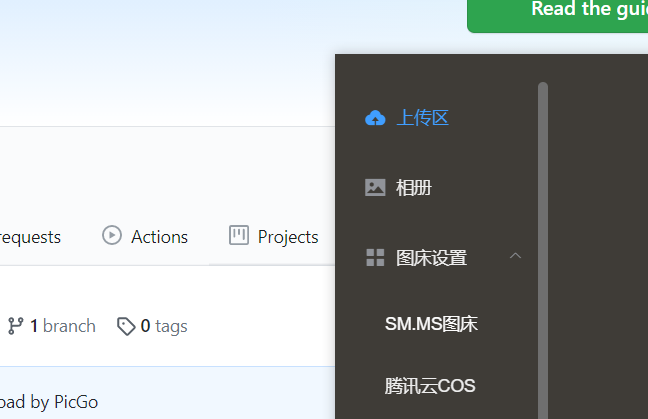 Read the gui
上传区
相册
requests
Actions
Projects
图床设置
1 branch
0 tags
SM.MS图床
腾讯云COS
oad by PicGo